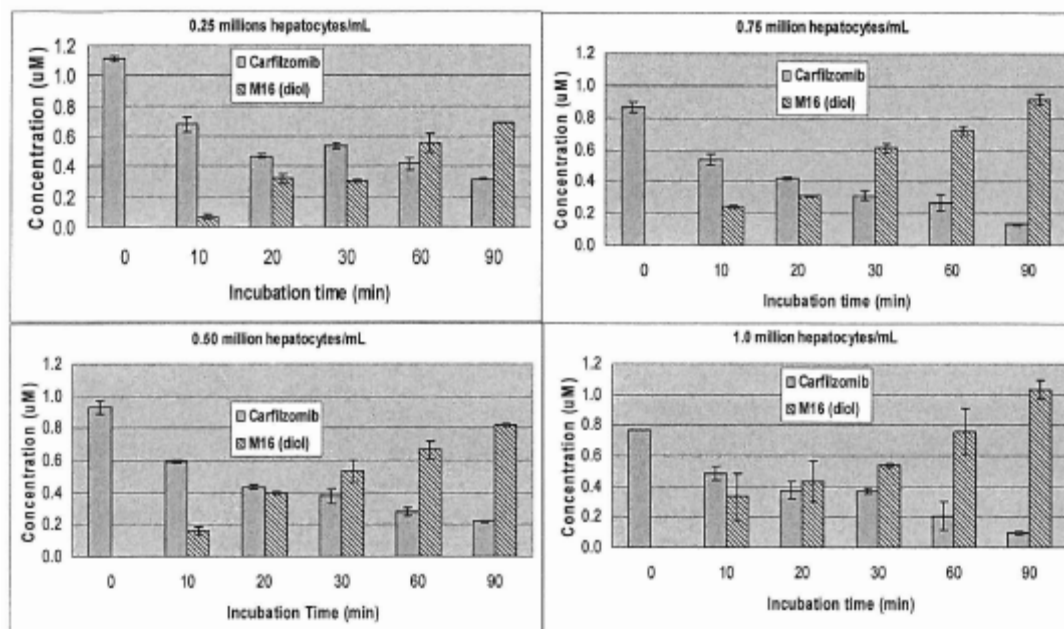 0.25 millions hepatocytes/mL
Concentration (uM)
1.2
1.0
0.8
0.6
0.4
0.2
0.0
Carfilzomib
M16 (diol)
0 10 20 30 60 90
Incubation time (min)
0.75 million hepatocytes/mL
Concentration (uM)
1.2
1.0
0.8
0.6
0.4
0.2
0.0
Carfilzomib
M16 (diol)
0 10 20 30 60 90
Incubation time (min)
0.50 million hepatocytes/mL
Concentration (uM)
1.2
1.0
0.8
0.6
0.4
0.2
0.0
Carfilzomib
M16 (diol)
0 10 20 30 60 90
Incubation Time (min)
1.0 million hepatocytes/mL
Concentration (uM)
1.2
1.0
0.8
0.6
0.4
0.2
0.0
Carfilzomib
M16 (diol)
0 10 20 30 60 90
Incubation time (min)